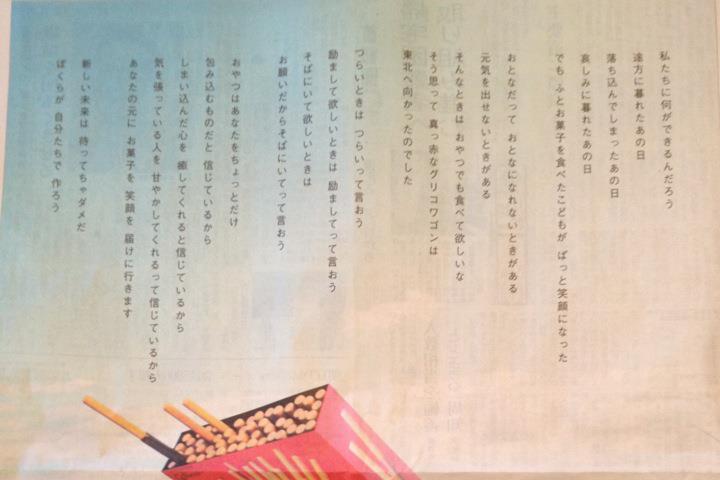 私たちに何ができるんだろう
途方に暮れたあの日
落ち込んでしまったあの日
哀しみに暮れたあの日
でも ふとお菓子を食べたこどもが ぱっと笑顔になった
おとなだって おとなになれないときがある
元気を出せないときがある
そんなときは おやつでも食べて欲しいな
そう思って 真っ赤なグリコワゴンは
東北へ向かったのでした
つらいときは つらいって言おう
励まして欲しいときは 励ましてって言おう
そばにいて欲しいときは
お願いだからそばにいてって言おう
おやつはあなたをちょっとだけ
包み込むものだと 信じているから
しまい込んだ心を 癒してくれると信じているから
気を張っている人を 甘やかしてくれるって信じているから
あなたの元に お菓子を 笑顔を 届けに行きます
新しい未来は 待ってちゃダメだ
ぼくらが 自分たちで 作ろう